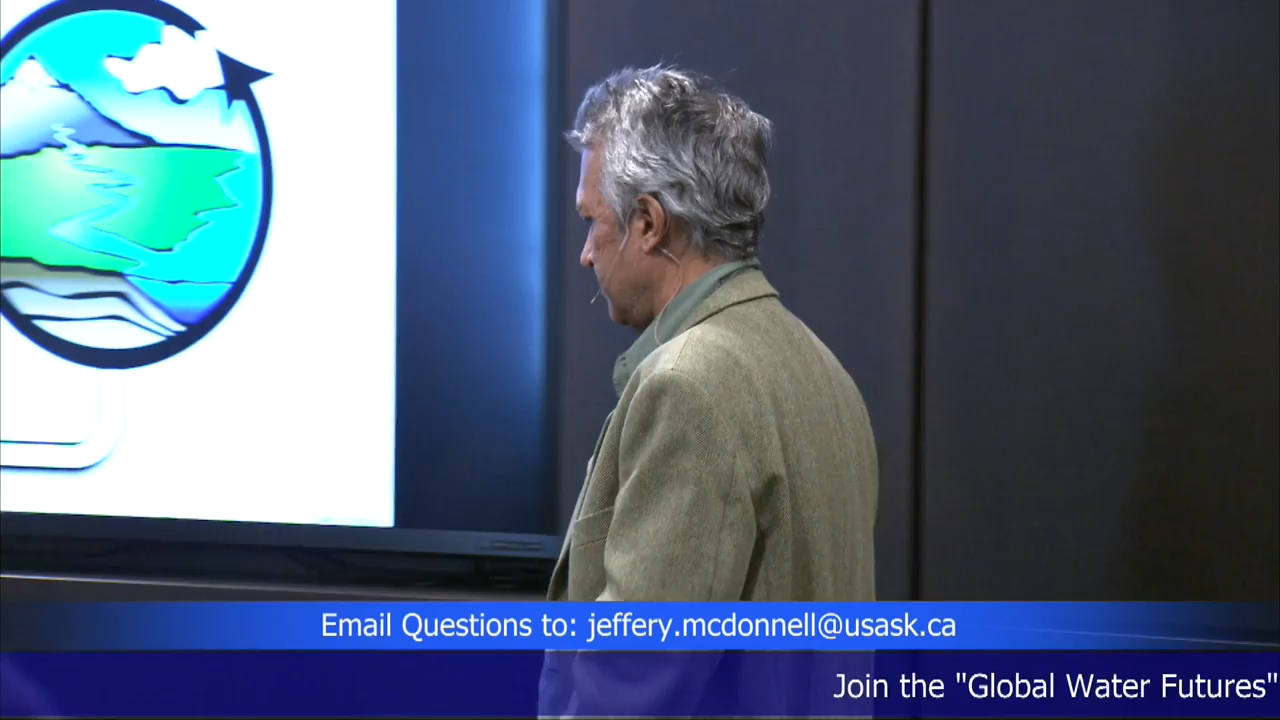 Email Questions to: jeffery.mcdonnell@usask.ca
Join the "Global Water Futures"